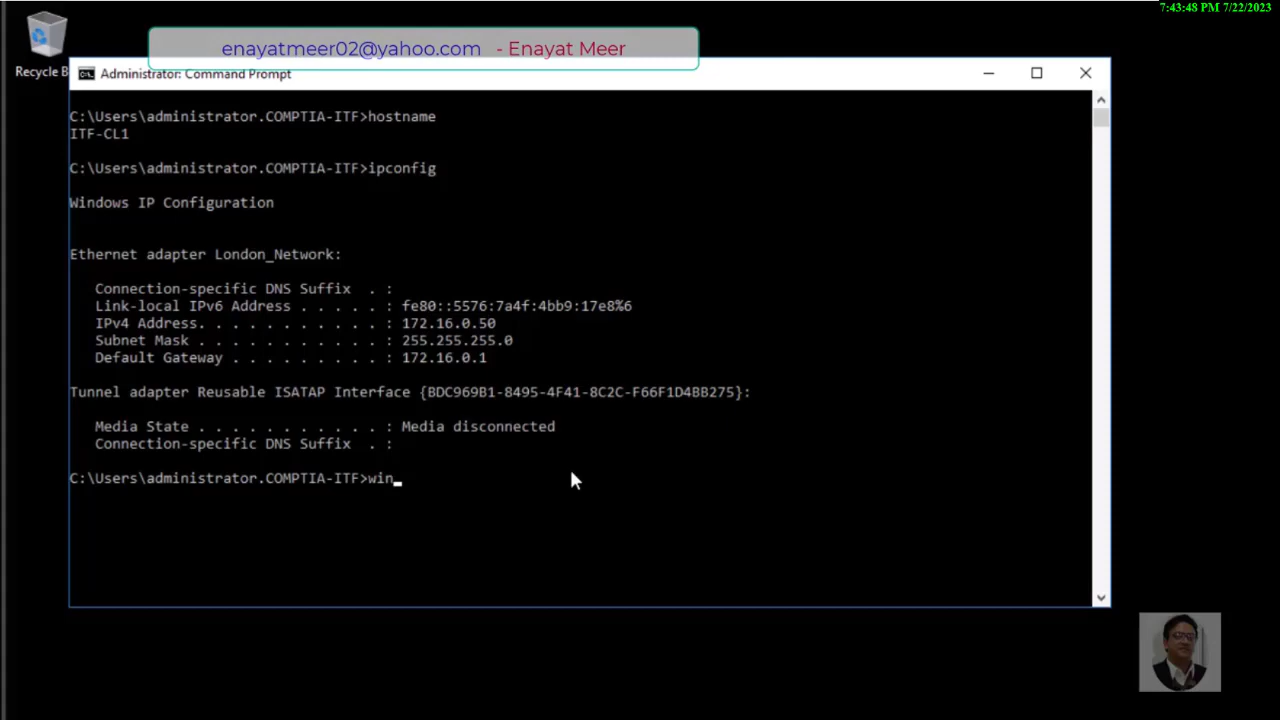 7:43:48 PM 7/22/2023
enayatmeer02@yahoo.com - Enayat Meer
Recycle B
Administrator: Command Prompt
C:\Users\administrator.COMPTIA-ITF>hostname
ITF-CL1
C:\Users\administrator.COMPTIA-ITF>ipconfig
Windows IP Configuration
Ethernet adapter London_Network:
Connection-specific DNS Suffix  . :
Link-local IPv6 Address . . . . . : fe80::5576:7a4f:4bb9:17e8%6
IPv4 Address. . . . . . . . . . . : 172.16.0.50
Subnet Mask . . . . . . . . . . . : 255.255.255.0
Default Gateway . . . . . . . . . : 172.16.0.1
Tunnel adapter Reusable ISATAP Interface {BDC969B1-8495-4F41-8C2C-F66F1D4BB275}:
Media State . . . . . . . . . . . : Media disconnected
Connection-specific DNS Suffix  . :
C:\Users\administrator.COMPTIA-ITF>win_